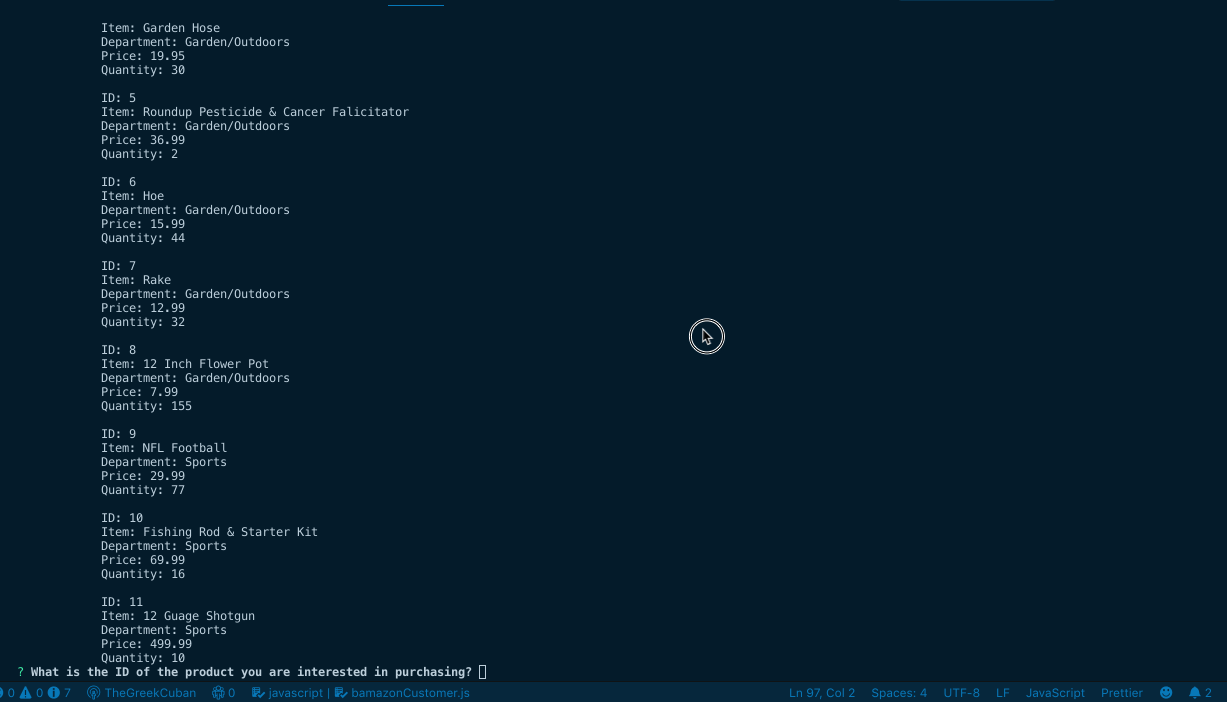 Item: Garden Hose
Department: Garden/Outdoors
Price: 19.95
Quantity: 30
ID: 5
Item: Roundup Pesticide & Cancer Falicitator
Department: Garden/Outdoors
Price: 36.99
Quantity: 2
ID: 6
Item: Hoe
Department: Garden/Outdoors
Price: 15.99
Quantity: 44
ID: 7
Item: Rake
Department: Garden/Outdoors
Price: 12.99
Quantity: 32
ID: 8
Item: 12 Inch Flower Pot
Department: Garden/Outdoors
Price: 7.99
Quantity: 155
ID: 9
Item: NFL Football
Department: Sports
Price: 29.99
Quantity: 77
ID: 10
Item: Fishing Rod & Starter Kit
Department: Sports
Price: 69.99
Quantity: 16
ID: 11
Item: 12 Guage Shotgun
Department: Sports
Price: 499.99
Quantity: 10
? What is the ID of the product you are interested in purchasing?
0 0 7 TheGreekCuban 0 javascript | bamazonCustomer.js Ln 97, Col 2 Spaces: 4 UTF-8 LF JavaScript Prettier 2